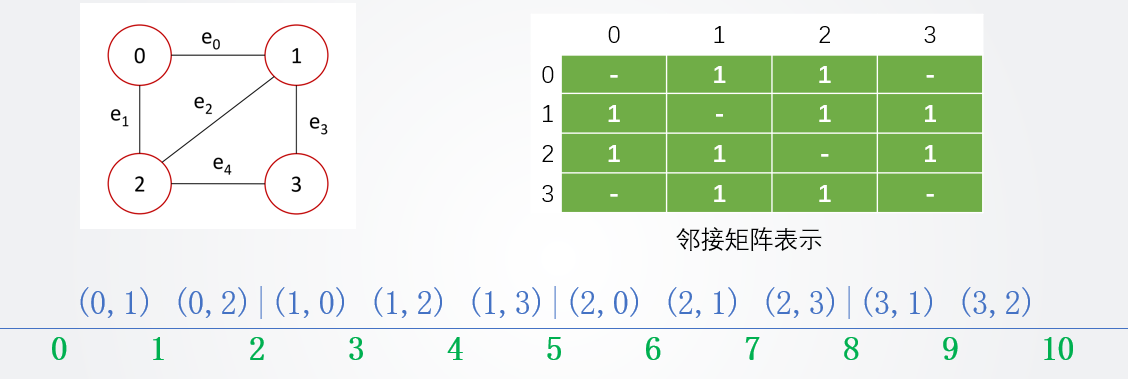 0 e₀ 1
e₁ e₂ e₃
2 e₄ 3
0 1 2 3
0 - 1 1 -
1 1 - 1 1
2 1 1 - 1
3 - 1 1 -
邻接矩阵表示
(0,1) (0,2)|(1,0) (1,2) (1,3)|(2,0) (2,1) (2,3)|(3,1) (3,2)
0 1 2 3 4 5 6 7 8 9 10